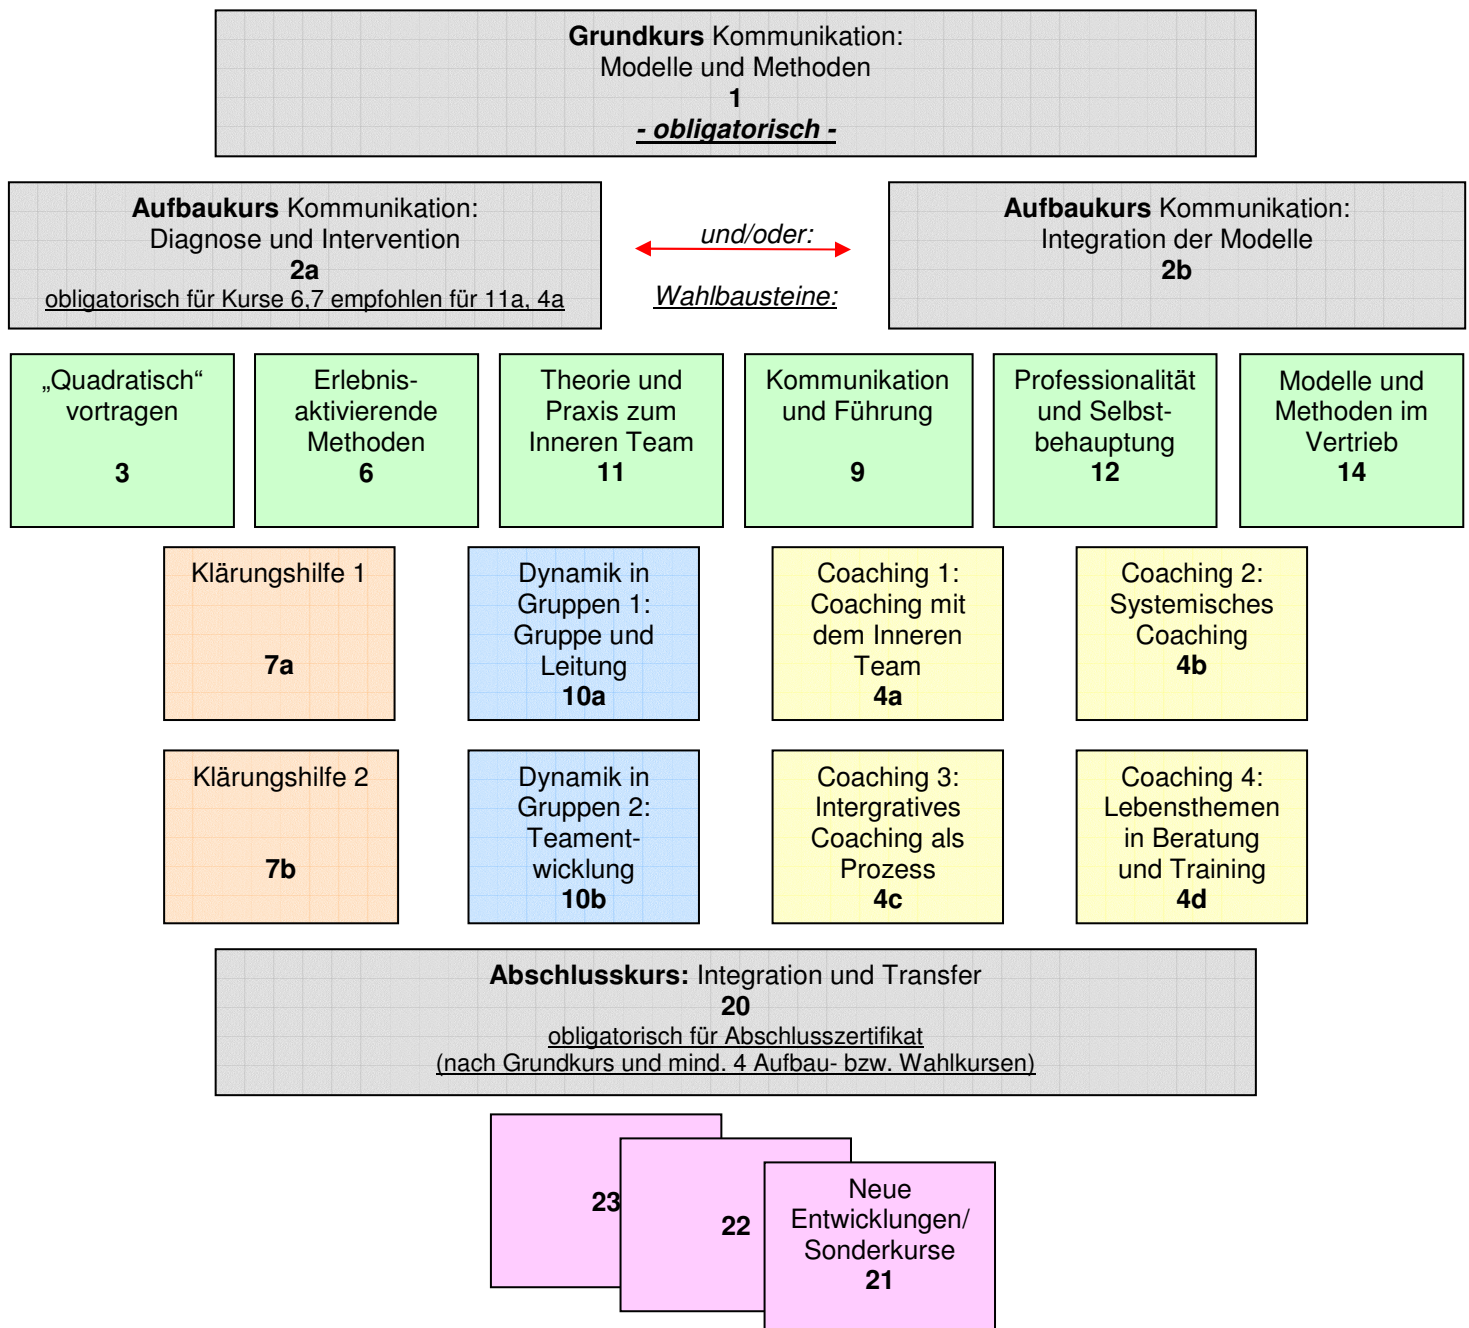 Grundkurs Kommunikation:
Modelle und Methoden
1
- obligatorisch -
Aufbaukurs Kommunikation:
Diagnose und Intervention
2a
obligatorisch für Kurse 6,7 empfohlen für 11a, 4a
und/oder:
Wahlbausteine:
Aufbaukurs Kommunikation:
Integration der Modelle
2b
„Quadratisch“
vortragen
3
Erlebnis-
aktivierende
Methoden
6
Theorie und
Praxis zum
Inneren Team
11
Kommunikation
und Führung
9
Professionalität
und Selbst-
behauptung
12
Modelle und
Methoden im
Vertrieb
14
Klärungshilfe 1
7a
Dynamik in
Gruppen 1:
Gruppe und
Leitung
10a
Coaching 1:
Coaching mit
dem Inneren
Team
4a
Coaching 2:
Systemisches
Coaching
4b
Klärungshilfe 2
7b
Dynamik in
Gruppen 2:
Teament-
wicklung
10b
Coaching 3:
Intergratives
Coaching als
Prozess
4c
Coaching 4:
Lebensthemen
in Beratung
und Training
4d
Abschlusskurs: Integration und Transfer
20
obligatorisch für Abschlusszertifikat
(nach Grundkurs und mind. 4 Aufbau- bzw. Wahlkursen)
23
22
Neue
Entwicklungen/
Sonderkurse
21